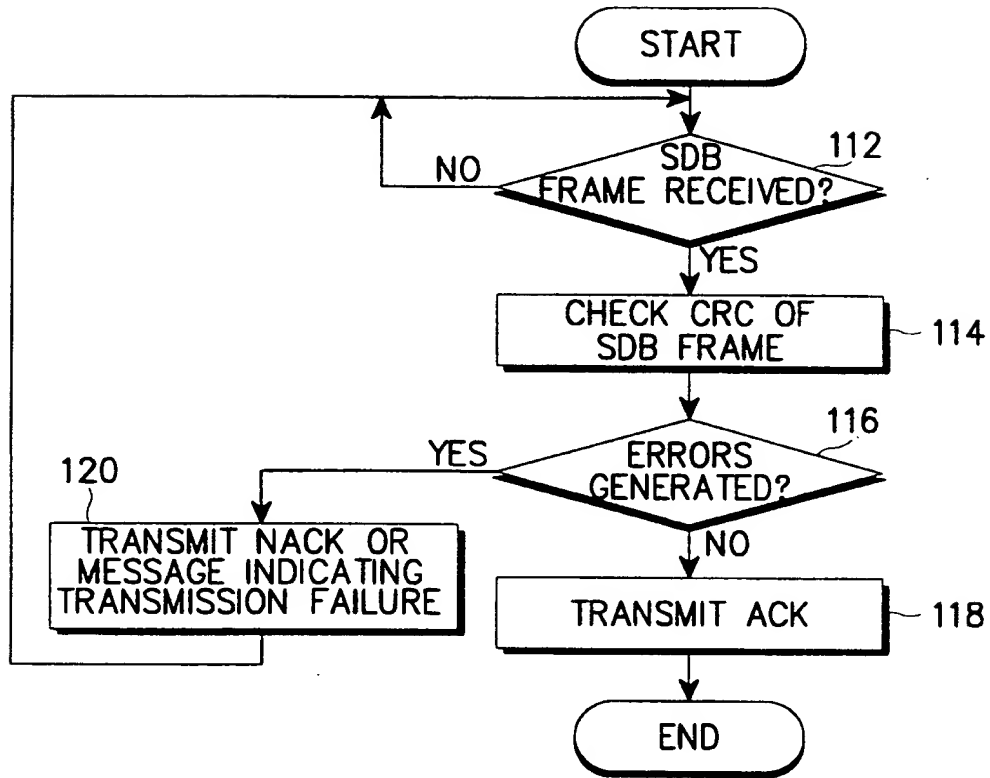 START
SDB
FRAME RECEIVED?
112
NO
YES
CHECK CRC OF
SDB FRAME
114
ERRORS
GENERATED?
116
YES
120
TRANSMIT NACK OR
MESSAGE INDICATING
TRANSMISSION FAILURE
NO
TRANSMIT ACK
118
END